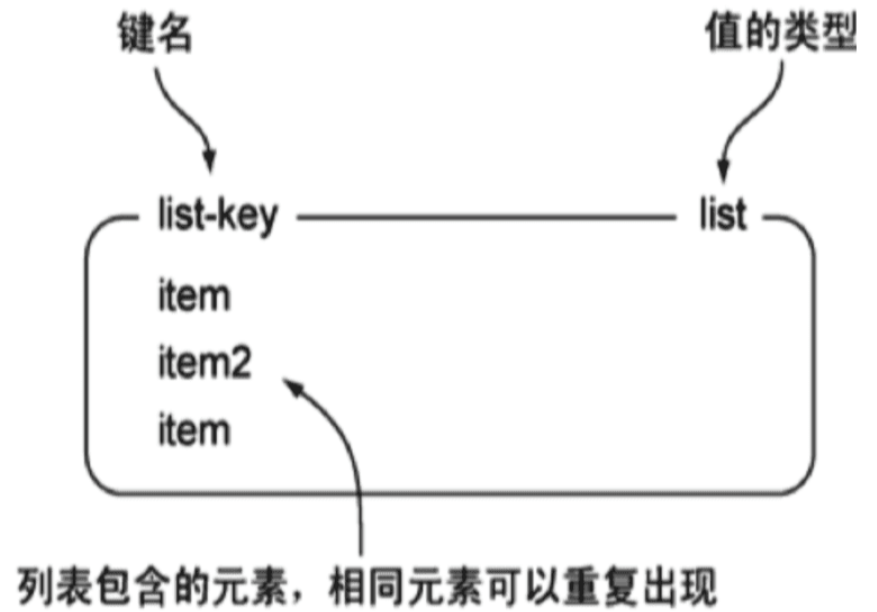 键名 值的类型
list-key list
item
item2
item
列表包含的元素，相同元素可以重复出现